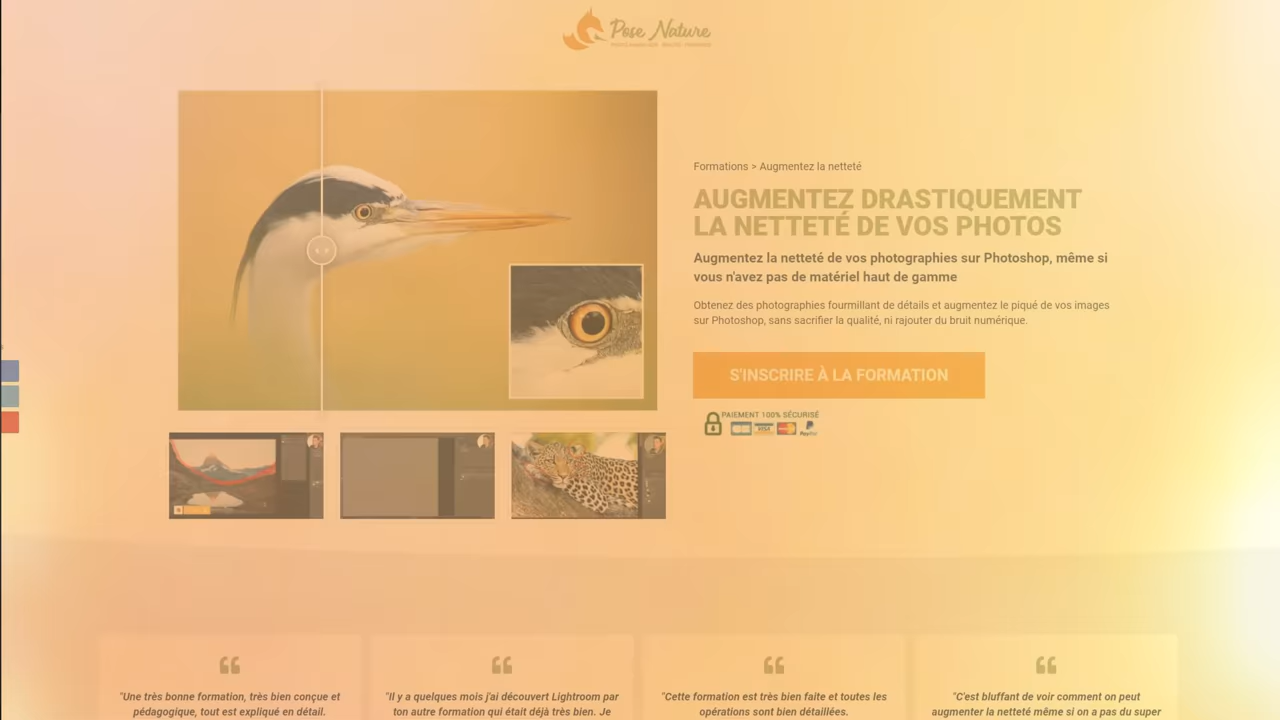 Pose Nature
Formations > Augmentez la netteté
AUGMENTEZ DRASTIQUEMENT
LA NETTETÉ DE VOS PHOTOS
Augmentez la netteté de vos photographies sur Photoshop, même si
vous n'avez pas de matériel haut de gamme
Obtenez des photographies fourmillant de détails et augmentez le piqué de vos images
sur Photoshop, sans sacrifier la qualité, ni rajouter du bruit numérique.
S'INSCRIRE À LA FORMATION
PAIEMENT 100% SÉCURISÉ
VISA
PayPal
"Une très bonne formation, très bien conçue et
pédagogique, tout est expliqué en détail.
"Il y a quelques mois j'ai découvert Lightroom par
ton autre formation qui était déjà très bien. Je
"Cette formation est très bien faite et toutes les
opérations sont bien détaillées.
"C'est bluffant de voir comment on peut
augmenter la netteté même si on a pas du super